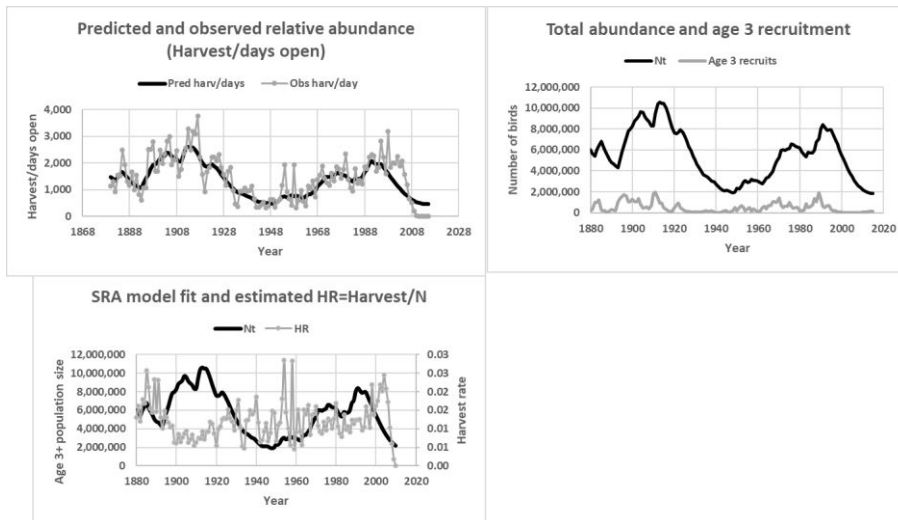 Predicted and observed relative abundance
(Harvest/days open)
Pred harv/days Obs harv/day
Harvest/days open
4,000
3,000
2,000
1,000
0
1868 1888 1908 1928 1948 1968 1988 2008 2028
Year
Total abundance and age 3 recruitment
Nt Age 3 recruits
Number of birds
12,000,000
10,000,000
8,000,000
6,000,000
4,000,000
2,000,000
0
1880 1900 1920 1940 1960 1980 2000 2020
Year
SRA model fit and estimated HR=Harvest/N
Nt HR
Age 3+ population size
12,000,000 0.03
10,000,000 0.03
8,000,000 0.02
6,000,000 0.02
4,000,000 0.01
2,000,000 0.01
0 0.00
Harvest rate
1880 1900 1920 1940 1960 1980 2000 2020
Year